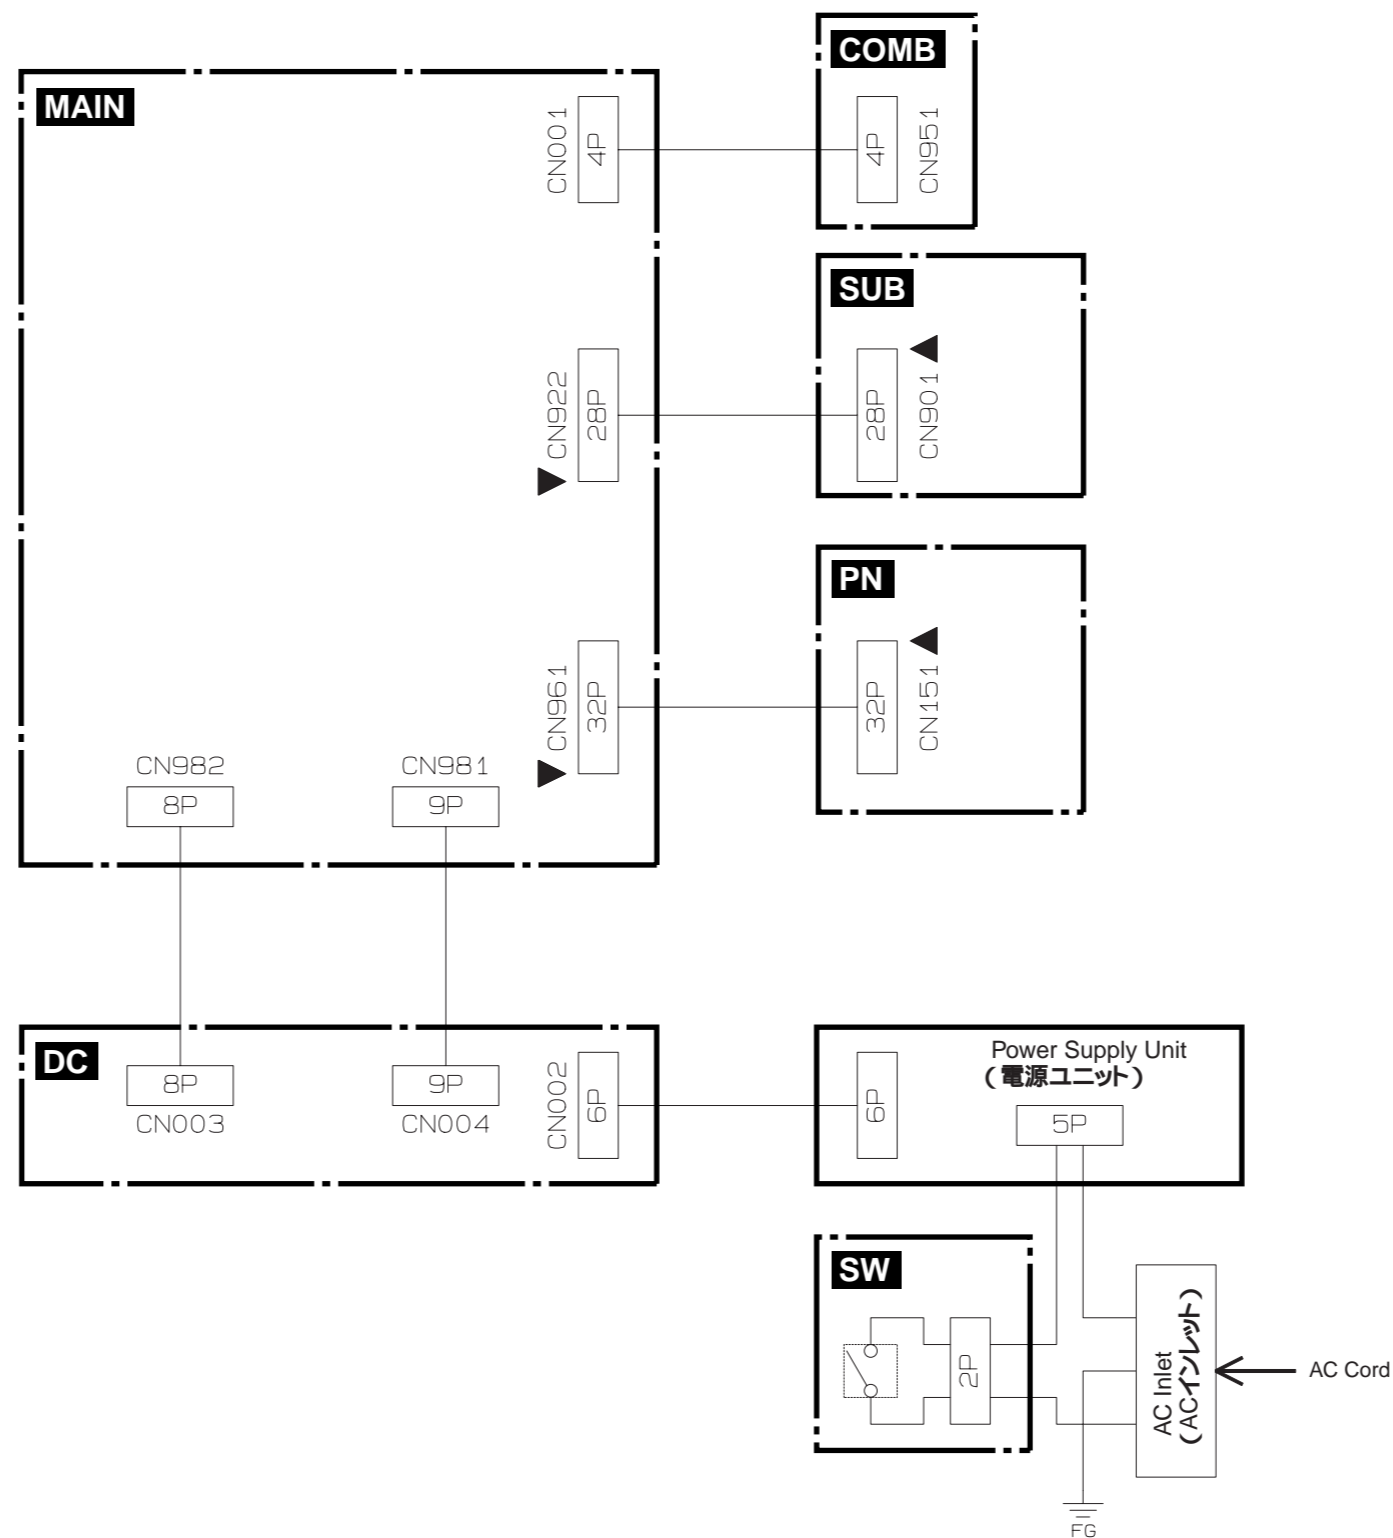 COMB
MAIN
CN001
4P
4P
CN951
SUB
CN922
28P
28P
CN901
PN
CN961
32P
32P
CN151
CN982
8P
CN981
9P
DC
8P
CN003
9P
CN004
CN002
6P
6P
Power Supply Unit
(電源ユニット)
5P
SW
2P
AC Inlet
(ACインレット)
AC Cord
FG